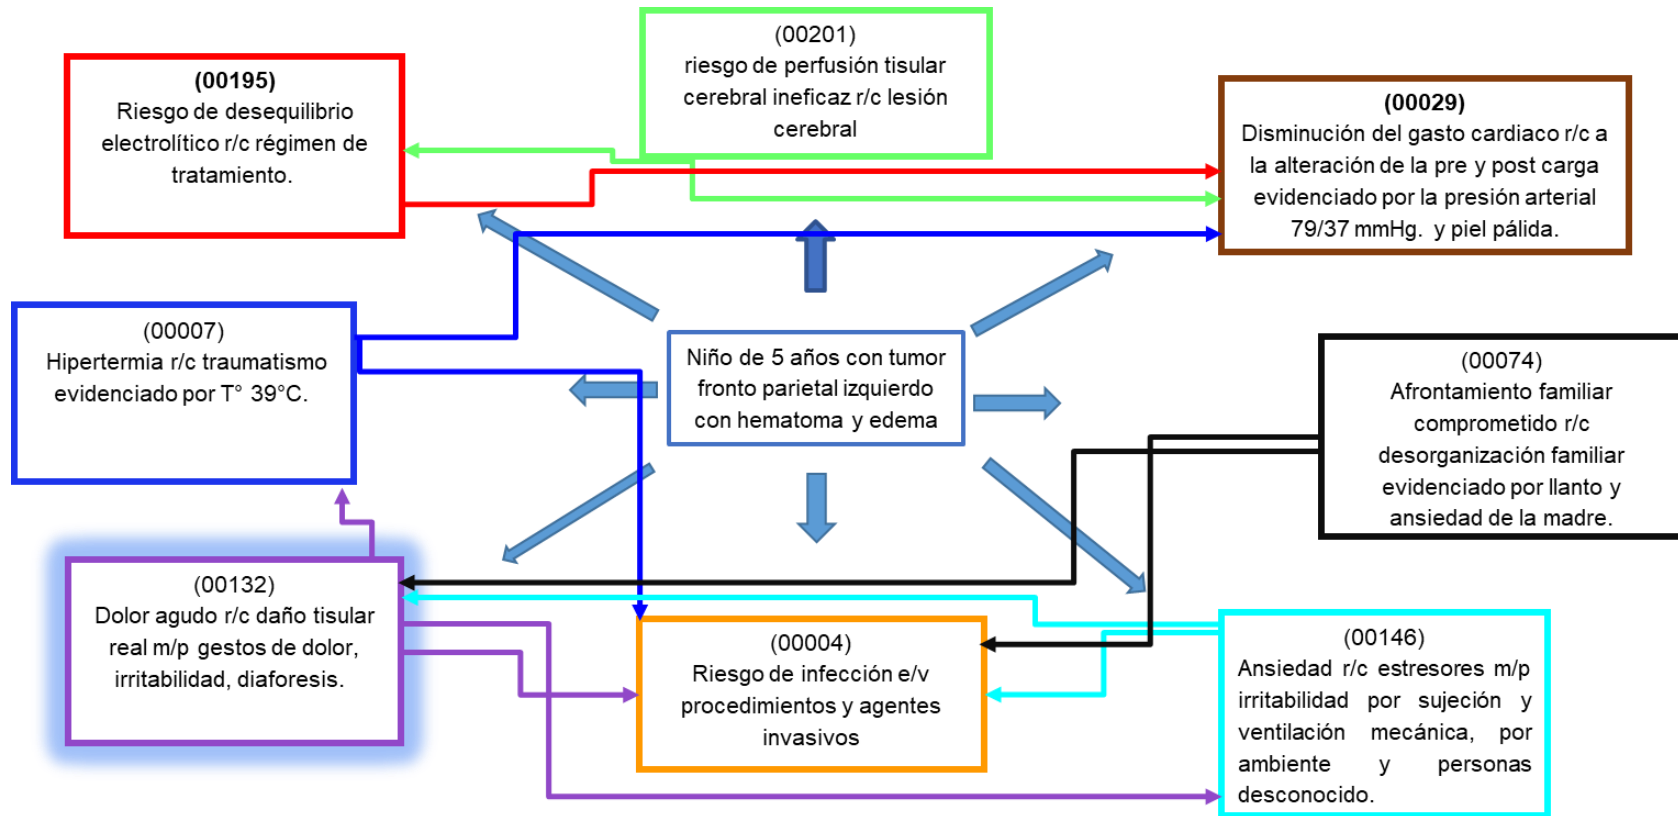 (00195)
Riesgo de desequilibrio
electrolítico r/c régimen de
tratamiento.
(00201)
riesgo de perfusión tisular
cerebral ineficaz r/c lesión
cerebral
(00029)
Disminución del gasto cardiaco r/c a
la alteración de la pre y post carga
evidenciado por la presión arterial
79/37 mmHg. y piel pálida.
(00007)
Hipertermia r/c traumatismo
evidenciado por T° 39°C.
Niño de 5 años con tumor
fronto parietal izquierdo
con hematoma y edema
(00074)
Afrontamiento familiar
comprometido r/c
desorganización familiar
evidenciado por llanto y
ansiedad de la madre.
(00132)
Dolor agudo r/c daño tisular
real m/p gestos de dolor,
irritabilidad, diaforesis.
(00004)
Riesgo de infección e/v
procedimientos y agentes
invasivos
(00146)
Ansiedad r/c estresores m/p
irritabilidad por sujeción y
ventilación mecánica, por
ambiente y personas
desconocido.